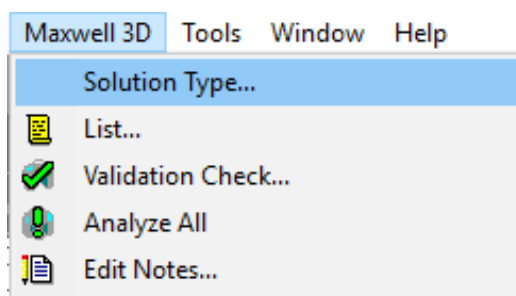 Maxwell 3D Tools Window Help
Solution Type...
List...
Validation Check...
Analyze All
Edit Notes...